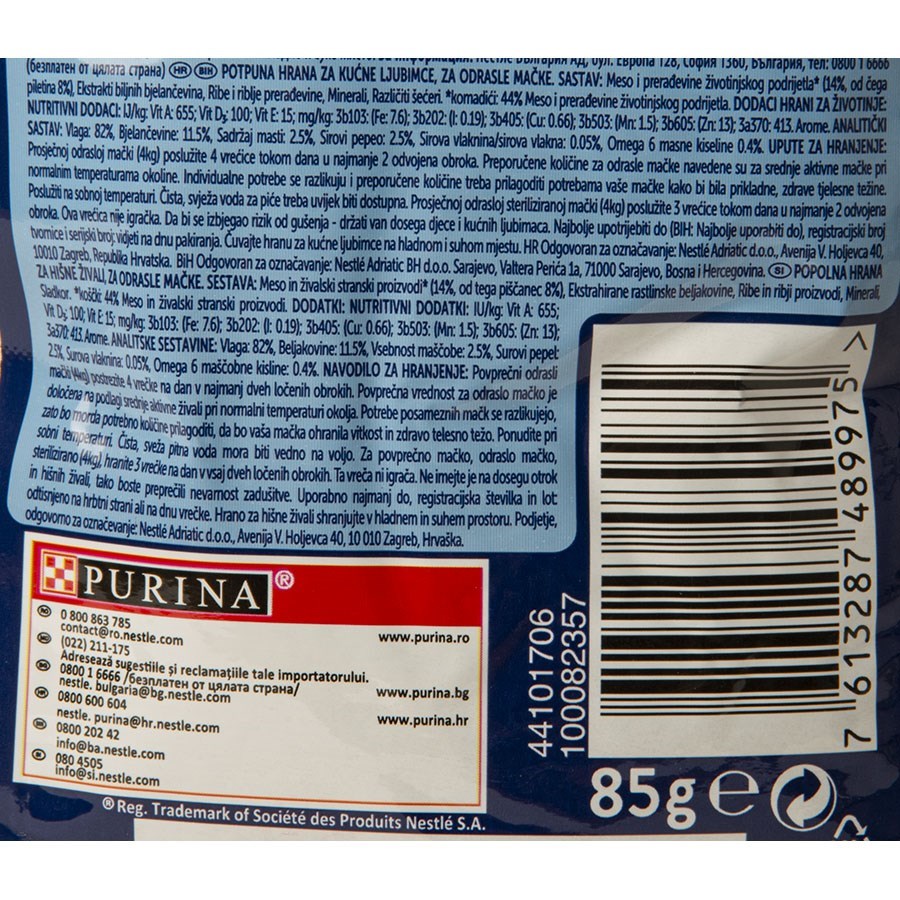 ул. Европа 128, София 1360, България, тел: 0800 1 6666
(безплатен от цялата страна) HR BIH POTPUNA HRANA ZA KUĆNE LJUBIMCE, ZA ODRASLE MAČKE. SASTAV: Meso i prerađevine životinjskog podrijetla* (14%, od čega
piletina 8%), Ekstrakti biljnih bjelančevina, Ribe i riblje prerađevine, Minerali, Različiti šećeri. *komadići: 44% Meso i prerađevine životinjskog podrijetla. DODACI HRANI ZA ŽIVOTINJE:
NUTRITIVNI DODACI: IJ/kg: Vit A: 655; Vit D₃: 100; Vit E: 15; mg/kg: 3b103: (Fe: 7.6); 3b202: (I: 0.19); 3b405: (Cu: 0.66); 3b503: (Mn: 1.5); 3b605: (Zn: 13); 3a370: 413. Arome. ANALITIČKI
SASTAV: Vlaga: 82%, Bjelančevine: 11.5%, Sadržaj masti: 2.5%, Sirovi pepeo: 2.5%, Sirova vlaknina/sirova vlakna: 0.05%, Omega 6 masne kiseline 0.4%. UPUTE ZA HRANJENJE:
Prosječnoj odrasloj mački (4kg) poslužite 4 vrećice tokom dana u najmanje 2 odvojena obroka. Preporučene količine za odrasle mačke navedene su za srednje aktivne mačke pri
normalnim temperaturama okoline. Individualne potrebe se razlikuju i preporučene količine treba prilagoditi potrebama vaše mačke kako bi bila prikladne, zdrave tjelesne težine.
Poslužiti na sobnoj temperaturi. Čista, svježa voda za piće treba uvijek biti dostupna. Prosječnoj odrasloj steriliziranoj mački (4kg) poslužite 3 vrećice tokom dana u najmanje 2 odvojena
obroka. Ova vrećica nije igračka. Da bi se izbjegao rizik od gušenja - držati van dosega djece i kućnih ljubimaca. Najbolje upotrijebiti do (BIH: Najbolje uporabiti do), registracijski broj
tvornice i serijski broj: vidjeti na dnu pakiranja. Čuvajte hranu za kućne ljubimce na hladnom i suhom mjestu. HR Odgovoran za označavanje: Nestlé Adriatic d.o.o., Avenija V. Holjevca 40,
10010 Zagreb, Republika Hrvatska. BiH Odgovoran za označavanje: Nestlé Adriatic BH d.o.o. Sarajevo, Valtera Perića 1a, 71000 Sarajevo, Bosna i Hercegovina. SI POPOLNA HRANA
ZA HIŠNE ŽIVALI, ZA ODRASLE MAČKE. SESTAVA: Meso in živalski stranski proizvodi* (14%, od tega piščanec 8%), Ekstrahirane rastlinske beljakovine, Ribe in ribji proizvodi, Minerali,
Sladkor. *koščki: 44% Meso in živalski stranski proizvodi. DODATKI: NUTRITIVNI DODATKI: IU/kg: Vit A: 655;
Vit D₃: 100; Vit E: 15; mg/kg: 3b103: (Fe: 7.6); 3b202: (I: 0.19); 3b405: (Cu: 0.66); 3b503: (Mn: 1.5); 3b605: (Zn: 13);
3a370: 413. Arome. ANALITSKE SESTAVINE: Vlaga: 82%, Beljakovine: 11.5%, Vsebnost maščobe: 2.5%, Surovi pepel:
2.5%, Surova vlaknina: 0.05%, Omega 6 maščobne kisline: 0.4%. NAVODILO ZA HRANJENJE: Povprečni odrasli
mački (4kg) postrezite 4 vrečke na dan v najmanj dveh ločenih obrokih. Povprečna vrednost za odraslo mačko je
določena na podlagi srednje aktivne živali pri normalni temperaturi okolja. Potrebe posameznih mačk se razlikujejo,
zato bo morda potrebno količine prilagoditi, da bo vaša mačka ohranila vitkost in zdravo telesno težo. Ponudite pri
sobni temperaturi. Čista, sveža pitna voda mora biti vedno na voljo. Za povprečno mačko, odraslo mačko,
sterilizirano (4kg), hranite 3 vrečke na dan v vsaj dveh ločenih obrokih. Ta vreča ni igrača. Ne imejte je na dosegu otrok
in hišnih živali, tako boste preprečili nevarnost zadušitve. Uporabno najmanj do, registracijska številka in lot:
odtisnjeno na hrbtni strani ali na dnu vrečke. Hrano za hišne živali shranjujte v hladnem in suhem prostoru. Podjetje,
odgovorno za označevanje: Nestlé Adriatic d.o.o., Avenija V. Holjevca 40, 10 010 Zagreb, Hrvaška.
PURINA®
RO 0 800 863 785
contact@ro.nestle.com www.purina.ro
(022) 211-175
Adresează sugestiile și reclamațiile tale importatorului.
BG 0800 1 6666 /безплатен от цялата страна/
nestle. bulgaria@bg.nestle.com www.purina.bg
HR 0800 600 604
nestle. purina@hr.nestle.com www.purina.hr
0800 202 42
info@ba.nestle.com
080 4505
info@si.nestle.com
® Reg. Trademark of Société des Produits Nestlé S.A.
44101706
100082357
7 613287 489975 >
85g e